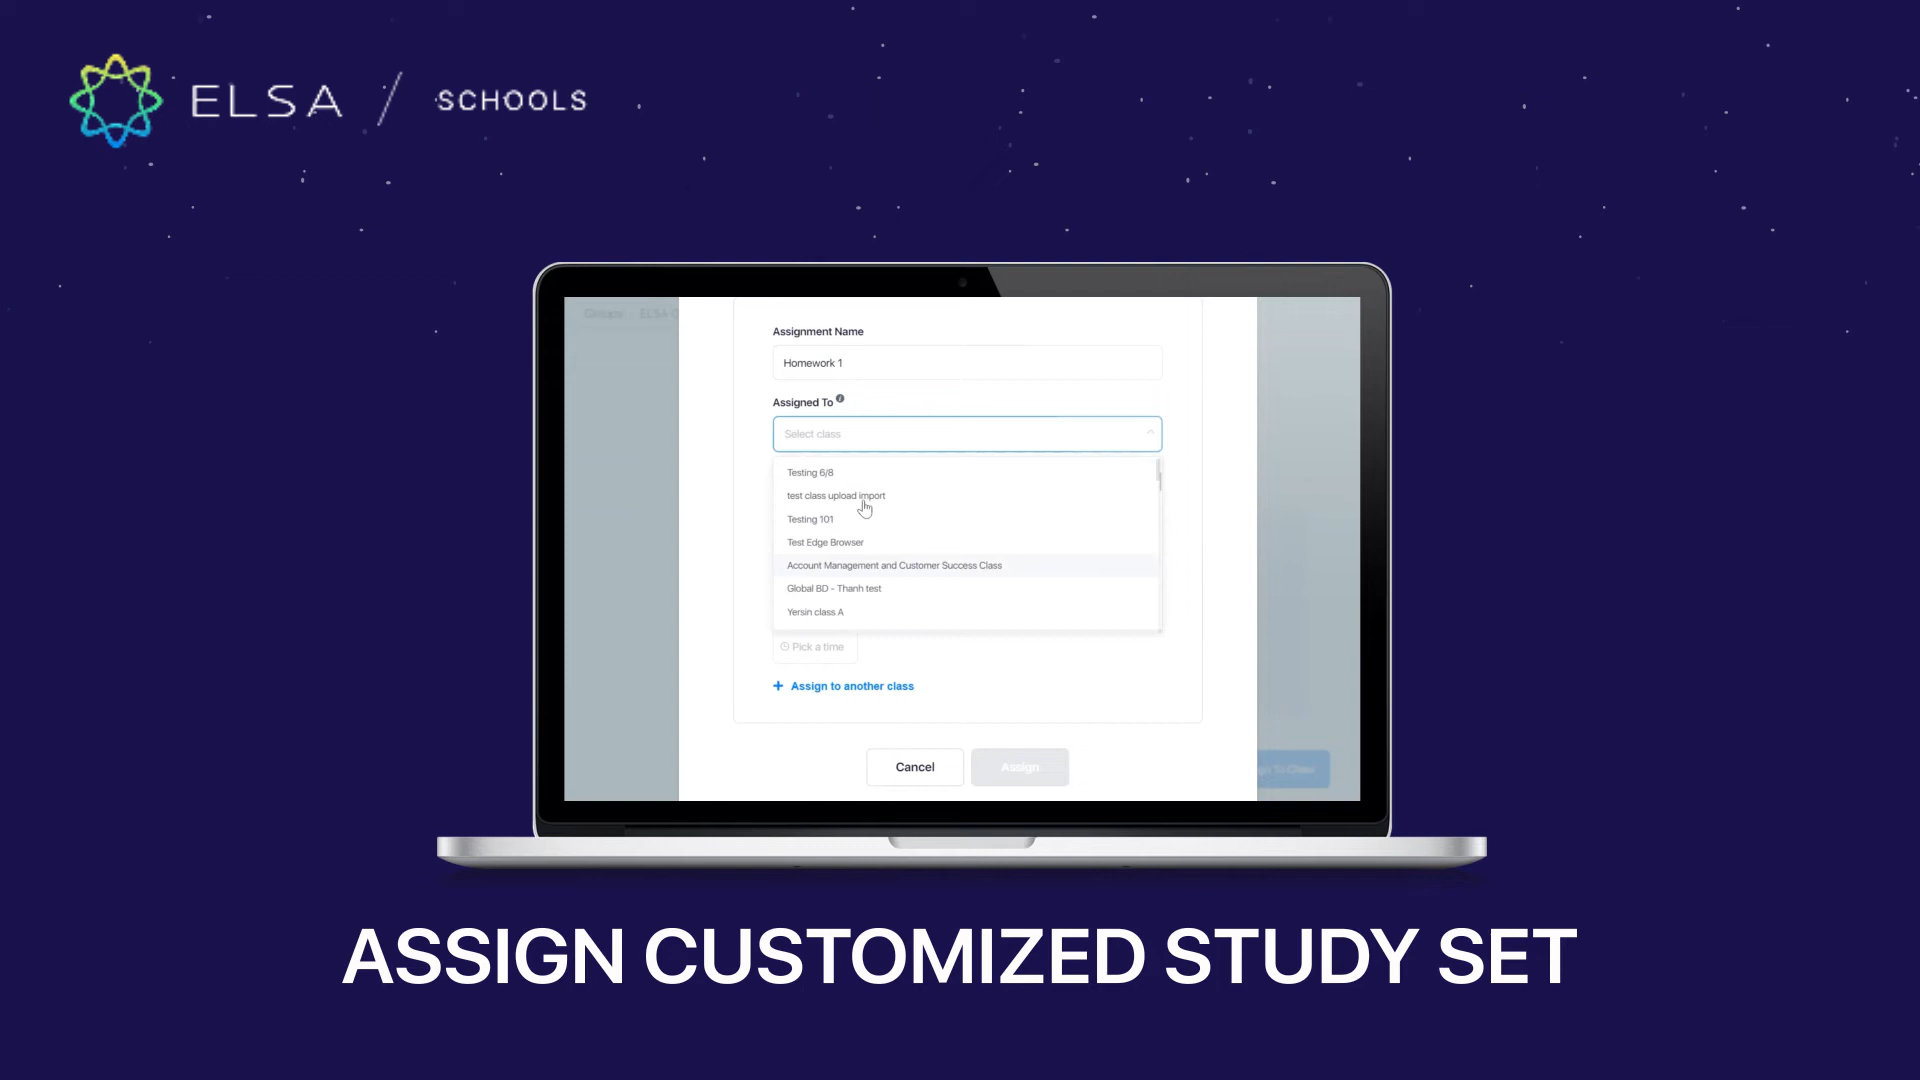 ELSA / SCHOOLS
Groups
Assignment Name
Homework 1
Assigned To
Select class
Testing 6/8
test class upload import
Testing 101
Test Edge Browser
Account Management and Customer Success Class
Global BD - Thanh test
Yersin class A
Pick a time
+ Assign to another class
Cancel
Assign
ASSIGN CUSTOMIZED STUDY SET